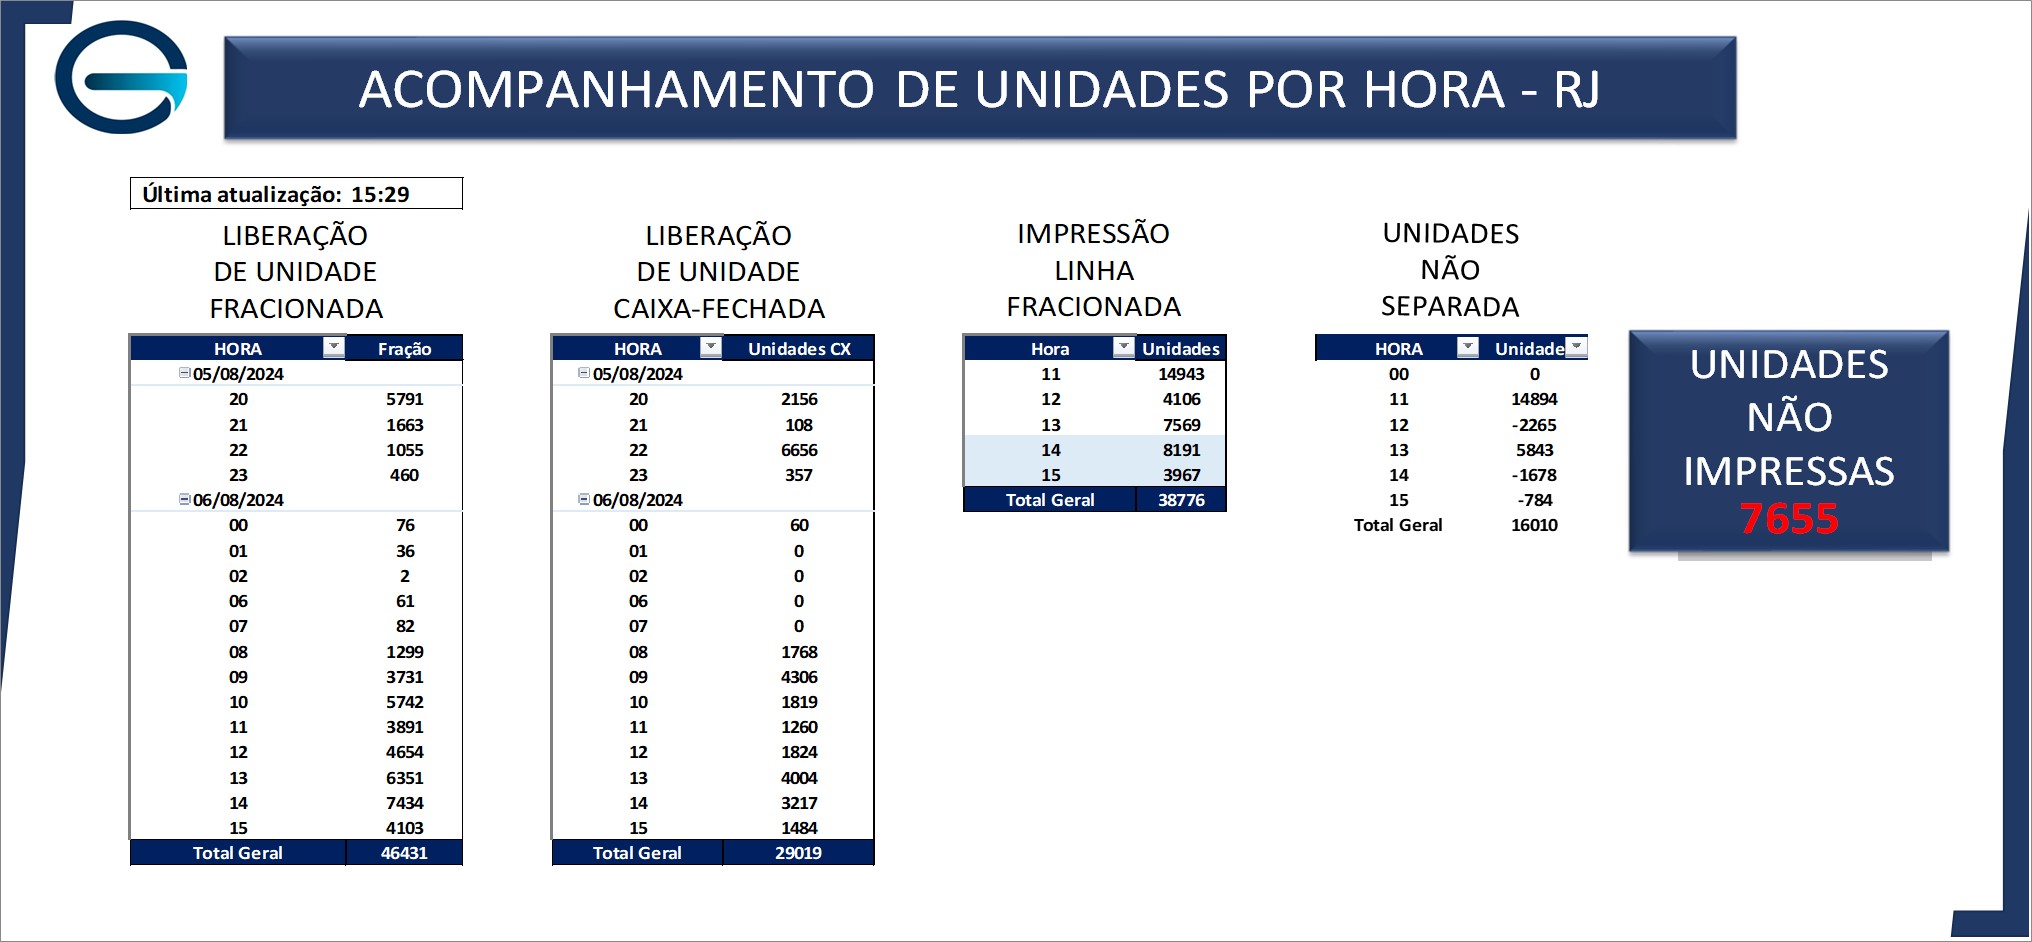 ACOMPANHAMENTO DE UNIDADES POR HORA - RJ
Última atualização: 15:29
LIBERAÇÃO
DE UNIDADE
FRACIONADA
HORA Fração
05/08/2024
20 5791
21 1663
22 1055
23 460
06/08/2024
00 76
01 36
02 2
06 61
07 82
08 1299
09 3731
10 5742
11 3891
12 4654
13 6351
14 7434
15 4103
Total Geral 46431
LIBERAÇÃO
DE UNIDADE
CAIXA-FECHADA
HORA Unidades CX
05/08/2024
20 2156
21 108
22 6656
23 357
06/08/2024
00 60
01 0
02 0
06 0
07 0
08 1768
09 4306
10 1819
11 1260
12 1824
13 4004
14 3217
15 1484
Total Geral 29019
IMPRESSÃO
LINHA
FRACIONADA
Hora Unidades
11 14943
12 4106
13 7569
14 8191
15 3967
Total Geral 38776
UNIDADES
NÃO
SEPARADA
HORA Unidade
00 0
11 14894
12 -2265
13 5843
14 -1678
15 -784
Total Geral 16010
UNIDADES
NÃO
IMPRESSAS
7655